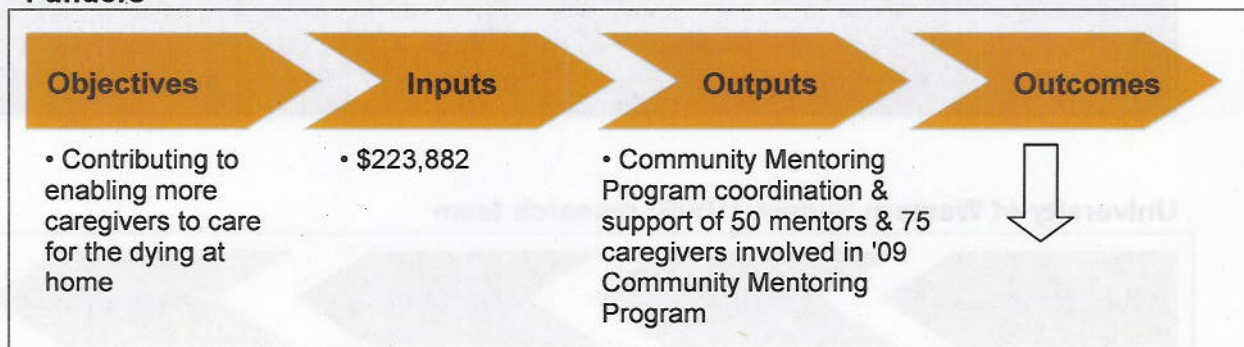 Funders
Objectives
Inputs
Outputs
Outcomes
• Contributing to
enabling more
caregivers to care
for the dying at
home
• $223,882
• Community Mentoring
Program coordination &
support of 50 mentors & 75
caregivers involved in '09
Community Mentoring
Program